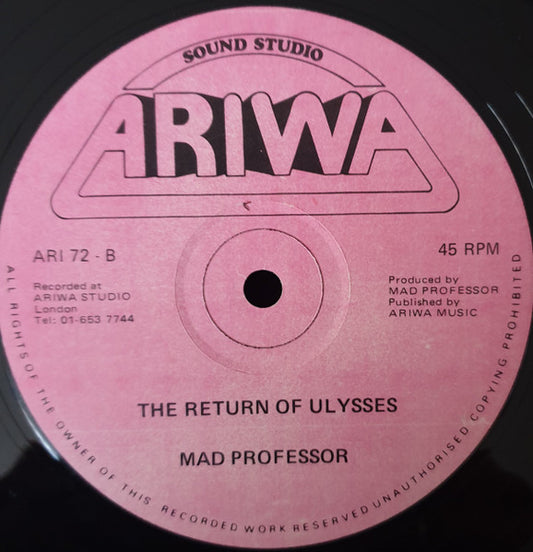 SOUND STUDIO
ARIWA
ARI 72 - B
45 RPM
Recorded at
ARIWA STUDIO
London
Tel: 01-653 7744
Produced by
MAD PROFESSOR
Published by
ARIWA MUSIC
THE RETURN OF ULYSSES
MAD PROFESSOR
ALL RIGHTS OF THE OWNER OF THIS RECORDED WORK RESERVED UNAUTHORISED COPYING PROHIBITED